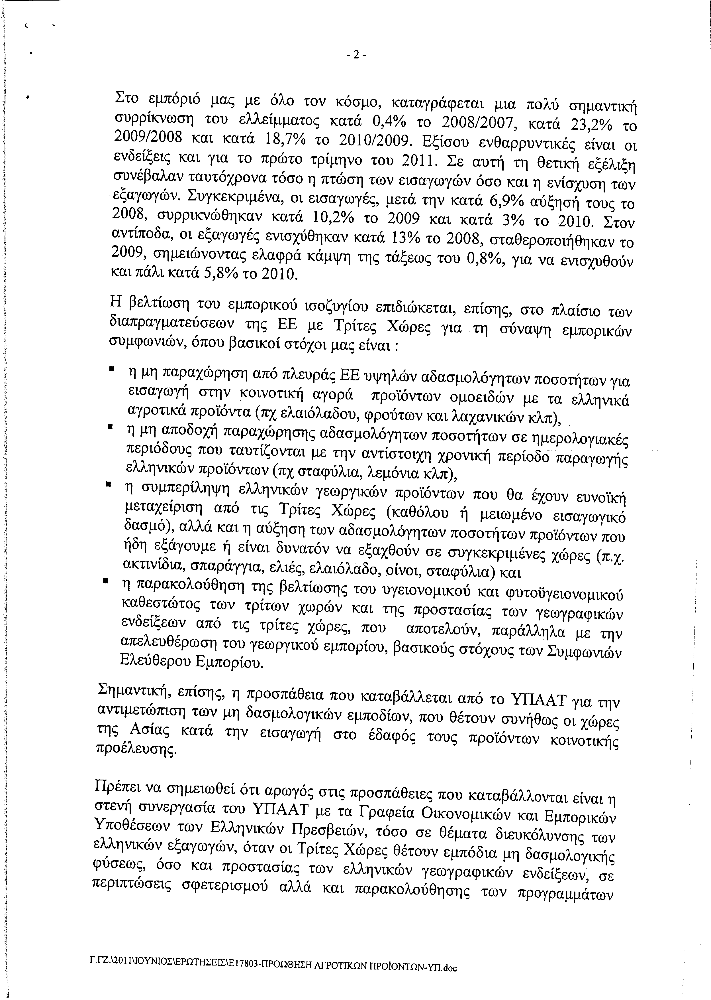 - 2 -
Στο εμπόριό μας με όλο τον κόσμο, καταγράφεται μια πολύ σημαντική
συρρίκνωση του ελλείμματος κατά 0,4% το 2008/2007, κατά 23,2% το
2009/2008 και κατά 18,7% το 2010/2009. Εξίσου ενθαρρυντικές είναι οι
ενδείξεις και για το πρώτο τρίμηνο του 2011. Σε αυτή τη θετική εξέλιξη
συνέβαλαν ταυτόχρονα τόσο η πτώση των εισαγωγών όσο και η ενίσχυση των
εξαγωγών. Συγκεκριμένα, οι εισαγωγές, μετά την κατά 6,9% αύξησή τους το
2008, συρρικνώθηκαν κατά 10,2% το 2009 και κατά 3% το 2010. Στον
αντίποδα, οι εξαγωγές ενισχύθηκαν κατά 13% το 2008, σταθεροποιήθηκαν το
2009, σημειώνοντας ελαφρά κάμψη της τάξεως του 0,8%, για να ενισχυθούν
και πάλι κατά 5,8% το 2010.
Η βελτίωση του εμπορικού ισοζυγίου επιδιώκεται, επίσης, στο πλαίσιο των
διαπραγματεύσεων της ΕΕ με Τρίτες Χώρες για τη σύναψη εμπορικών
συμφωνιών, όπου βασικοί στόχοι μας είναι :
▪ η μη παραχώρηση από πλευράς ΕΕ υψηλών αδασμολόγητων ποσοτήτων για
εισαγωγή στην κοινοτική αγορά προϊόντων ομοειδών με τα ελληνικά
αγροτικά προϊόντα (πχ ελαιόλαδου, φρούτων και λαχανικών κλπ),
▪ η μη αποδοχή παραχώρησης αδασμολόγητων ποσοτήτων σε ημερολογιακές
περιόδους που ταυτίζονται με την αντίστοιχη χρονική περίοδο παραγωγής
ελληνικών προϊόντων (πχ σταφύλια, λεμόνια κλπ),
▪ η συμπερίληψη ελληνικών γεωργικών προϊόντων που θα έχουν ευνοϊκή
μεταχείριση από τις Τρίτες Χώρες (καθόλου ή μειωμένο εισαγωγικό
δασμό), αλλά και η αύξηση των αδασμολόγητων ποσοτήτων προϊόντων που
ήδη εξάγουμε ή είναι δυνατόν να εξαχθούν σε συγκεκριμένες χώρες (π.χ.
ακτινίδια, σπαράγγια, ελιές, ελαιόλαδο, οίνοι, σταφύλια) και
▪ η παρακολούθηση της βελτίωσης του υγειονομικού και φυτοϋγειονομικού
καθεστώτος των τρίτων χωρών και της προστασίας των γεωγραφικών
ενδείξεων από τις τρίτες χώρες, που αποτελούν, παράλληλα με την
απελευθέρωση του γεωργικού εμπορίου, βασικούς στόχους των Συμφωνιών
Ελεύθερου Εμπορίου.
Σημαντική, επίσης, η προσπάθεια που καταβάλλεται από το ΥΠΑΑΤ για την
αντιμετώπιση των μη δασμολογικών εμποδίων, που θέτουν συνήθως οι χώρες
της Ασίας κατά την εισαγωγή στο έδαφός τους προϊόντων κοινοτικής
προέλευσης.
Πρέπει να σημειωθεί ότι αρωγός στις προσπάθειες που καταβάλλονται είναι η
στενή συνεργασία του ΥΠΑΑΤ με τα Γραφεία Οικονομικών και Εμπορικών
Υποθέσεων των Ελληνικών Πρεσβειών, τόσο σε θέματα διευκόλυνσης των
ελληνικών εξαγωγών, όταν οι Τρίτες Χώρες θέτουν εμπόδια μη δασμολογικής
φύσεως, όσο και προστασίας των ελληνικών γεωγραφικών ενδείξεων, σε
περιπτώσεις σφετερισμού αλλά και παρακολούθησης των προγραμμάτων
Γ.ΓΖ:\2011\ΙΟΥΝΙΟΣ\ΕΡΩΤΗΣΕΙΣ\Ε17803-ΠΡΟΩΘΗΣΗ ΑΓΡΟΤΙΚΩΝ ΠΡΟΪΟΝΤΩΝ-ΥΠ.doc